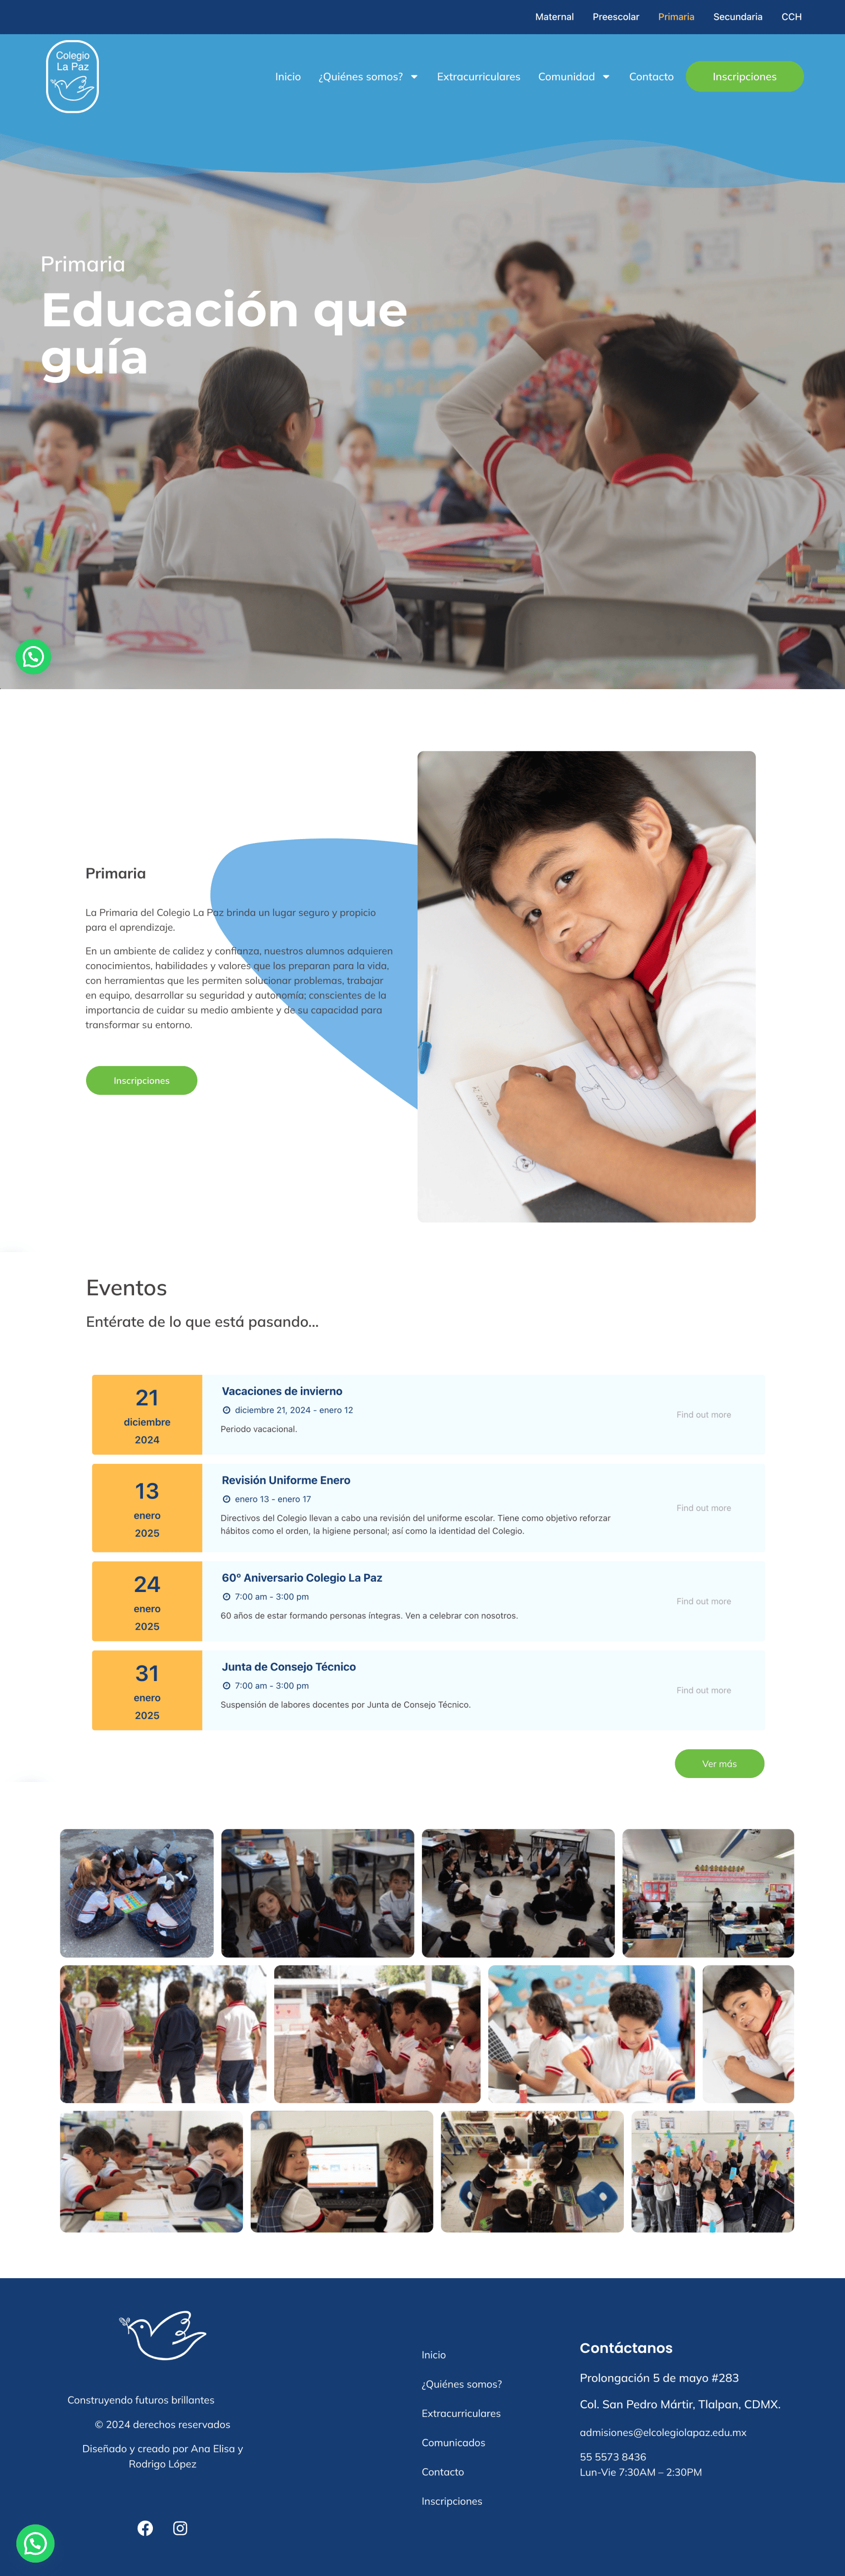 Maternal Preescolar Primaria Secundaria CCH
Colegio
La Paz
Inicio ¿Quiénes somos? Extracurriculares Comunidad Contacto Inscripciones
Primaria
Educación que
guía
Primaria
La Primaria del Colegio La Paz brinda un lugar seguro y propicio
para el aprendizaje.
En un ambiente de calidez y confianza, nuestros alumnos adquieren
conocimientos, habilidades y valores que los preparan para la vida,
con herramientas que les permiten solucionar problemas, trabajar
en equipo, desarrollar su seguridad y autonomía; conscientes de la
importancia de cuidar su medio ambiente y de su capacidad para
transformar su entorno.
Inscripciones
Eventos
Entérate de lo que está pasando...
21
diciembre
2024
Vacaciones de invierno
diciembre 21, 2024 - enero 12
Periodo vacacional.
Find out more
13
enero
2025
Revisión Uniforme Enero
enero 13 - enero 17
Directivos del Colegio llevan a cabo una revisión del uniforme escolar. Tiene como objetivo reforzar
hábitos como el orden, la higiene personal; así como la identidad del Colegio.
Find out more
24
enero
2025
60º Aniversario Colegio La Paz
7:00 am - 3:00 pm
60 años de estar formando personas íntegras. Ven a celebrar con nosotros.
Find out more
31
enero
2025
Junta de Consejo Técnico
7:00 am - 3:00 pm
Suspensión de labores docentes por Junta de Consejo Técnico.
Find out more
Ver más
Construyendo futuros brillantes
© 2024 derechos reservados
Diseñado y creado por Ana Elisa y
Rodrigo López
Inicio
¿Quiénes somos?
Extracurriculares
Comunicados
Contacto
Inscripciones
Contáctanos
Prolongación 5 de mayo #283
Col. San Pedro Mártir, Tlalpan, CDMX.
admisiones@elcolegiolapaz.edu.mx
55 5573 8436
Lun-Vie 7:30AM – 2:30PM